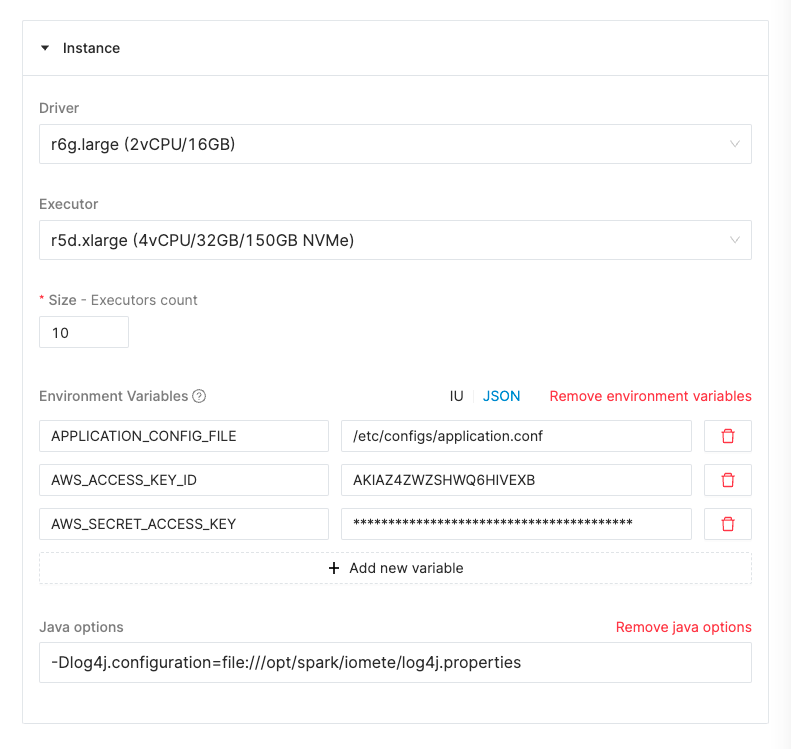 Instance
Driver
r6g.large (2vCPU/16GB)
Executor
r5d.xlarge (4vCPU/32GB/150GB NVMe)
* Size - Executors count
10
Environment Variables ? IU JSON Remove environment variables
APPLICATION_CONFIG_FILE /etc/configs/application.conf
AWS_ACCESS_KEY_ID AKIAZ4ZWZSHWQ6HIVEXB
AWS_SECRET_ACCESS_KEY ****************************************
+ Add new variable
Java options Remove java options
-Dlog4j.configuration=file:///opt/spark/iomete/log4j.properties